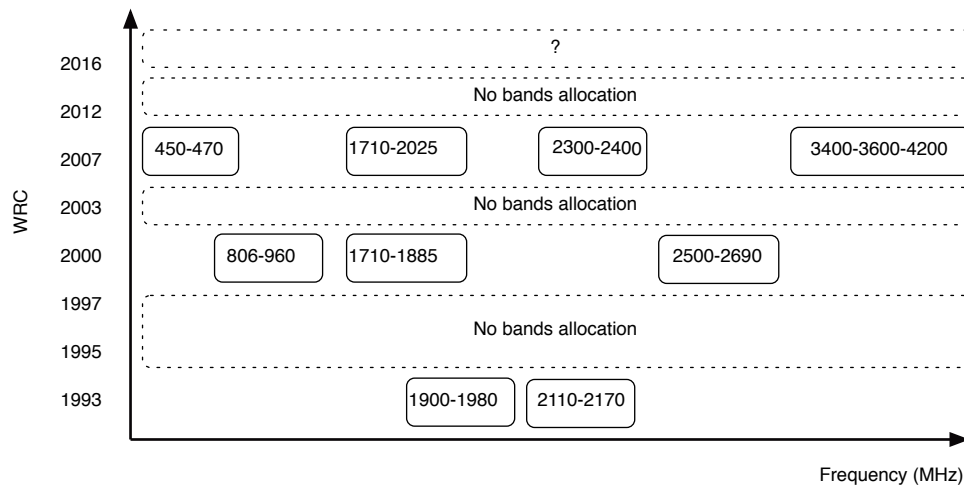 ?
2016
No bands allocation
2012
450-470 1710-2025 2300-2400 3400-3600-4200
2007
2003
No bands allocation
WRC
2000
806-960 1710-1885 2500-2690
1997
No bands allocation
1995
1993
1900-1980 2110-2170
Frequency (MHz)